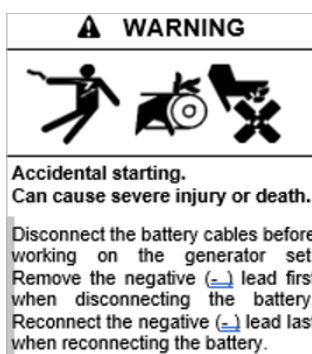 WARNING
Accidental starting.
Can cause severe injury or death.
Disconnect the battery cables before
working on the generator set.
Remove the negative (- ) lead first
when disconnecting the battery.
Reconnect the negative (- ) lead last
when reconnecting the battery.